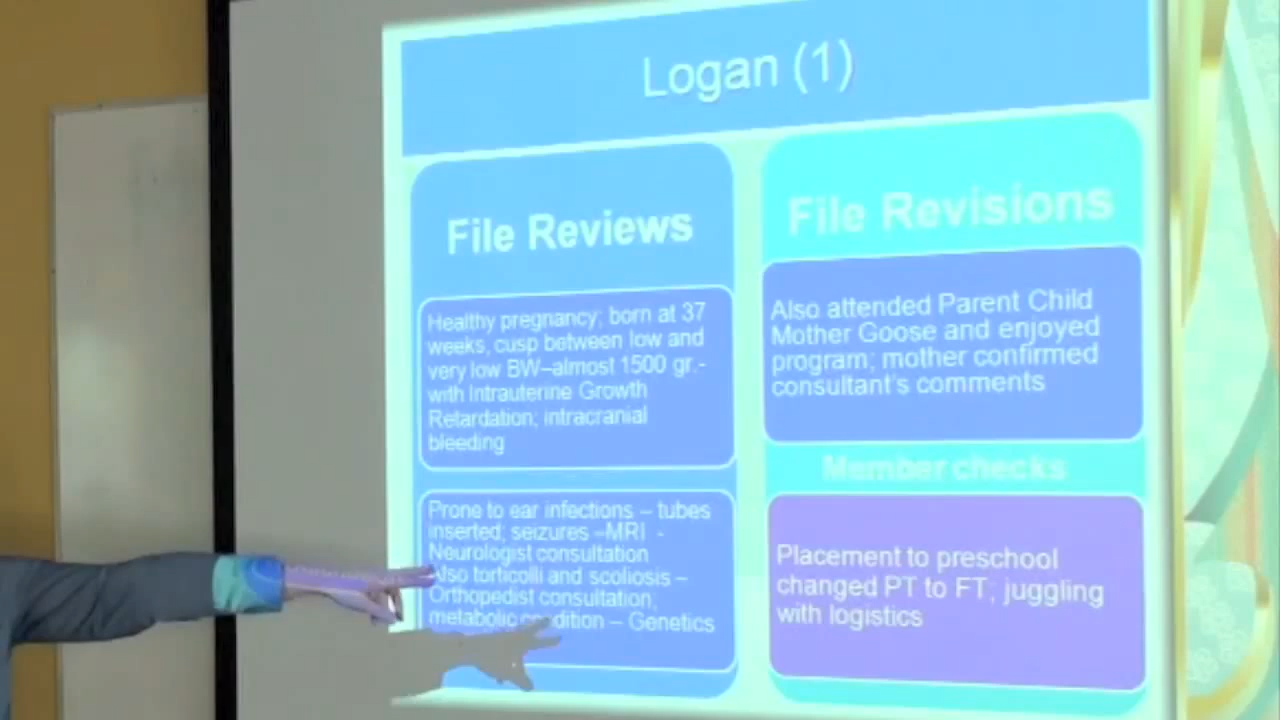 Logan (1)
File Reviews
Healthy pregnancy; born at 37
weeks, cusp between low and
very low BW–almost 1500 gr.-
with Intrauterine Growth
Retardation; intracranial
bleeding
Prone to ear infections – tubes
inserted; seizures –MRI -
Neurologist consultation
Also torticolli and scoliosis –
Orthopedist consultation;
metabolic condition – Genetics
File Revisions
Also attended Parent Child
Mother Goose and enjoyed
program; mother confirmed
consultant's comments
Member checks
Placement to preschool
changed PT to FT; juggling
with logistics